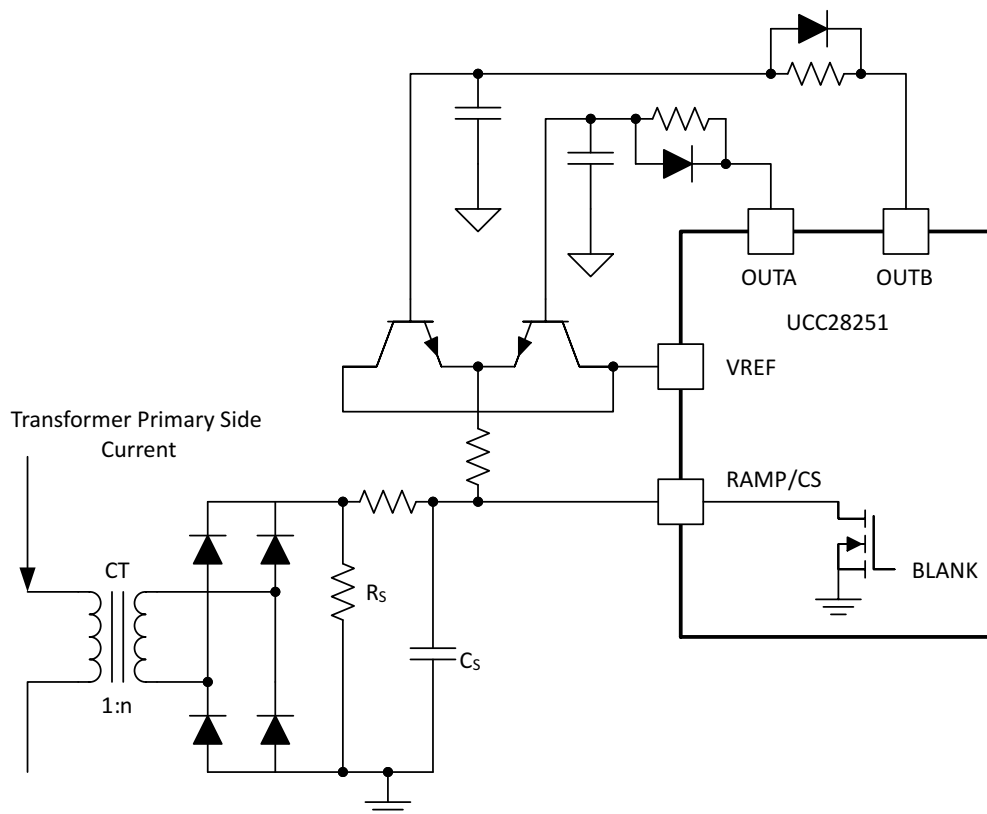 OUTA
OUTB
UCC28251
VREF
Transformer Primary Side
Current
RAMP/CS
CT
RS
BLANK
CS
1:n